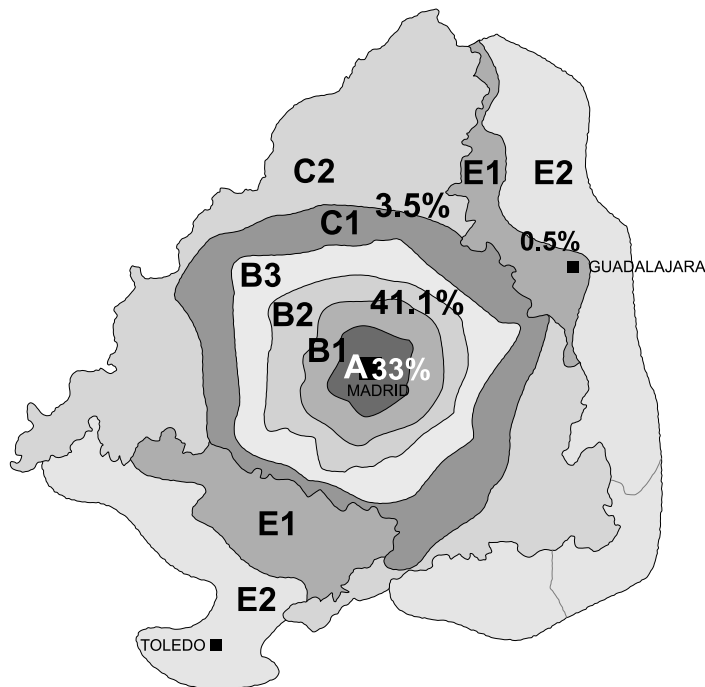 C2
E1
E2
3.5%
C1
0.5%
GUADALAJARA
B3
41.1%
B2
B1
A 33%
MADRID
E1
E2
TOLEDO